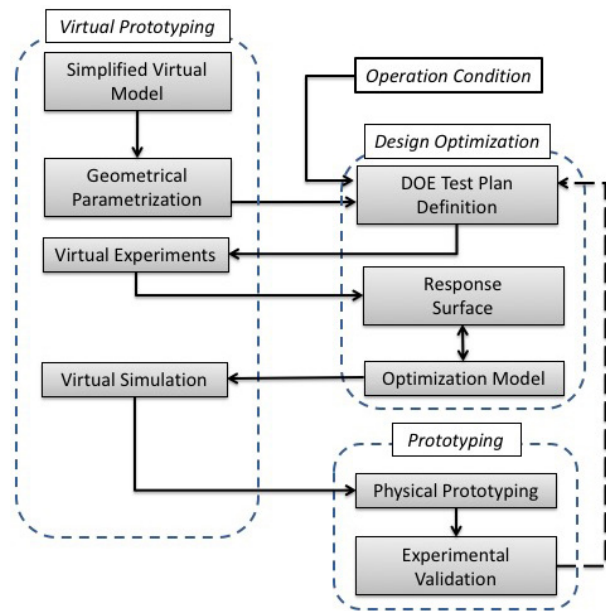 Virtual Prototyping
Simplified Virtual
Model
Operation Condition
Design Optimization
Geometrical
Parametrization
DOE Test Plan
Definition
Virtual Experiments
Response
Surface
Virtual Simulation
Optimization Model
Prototyping
Physical Prototyping
Experimental
Validation